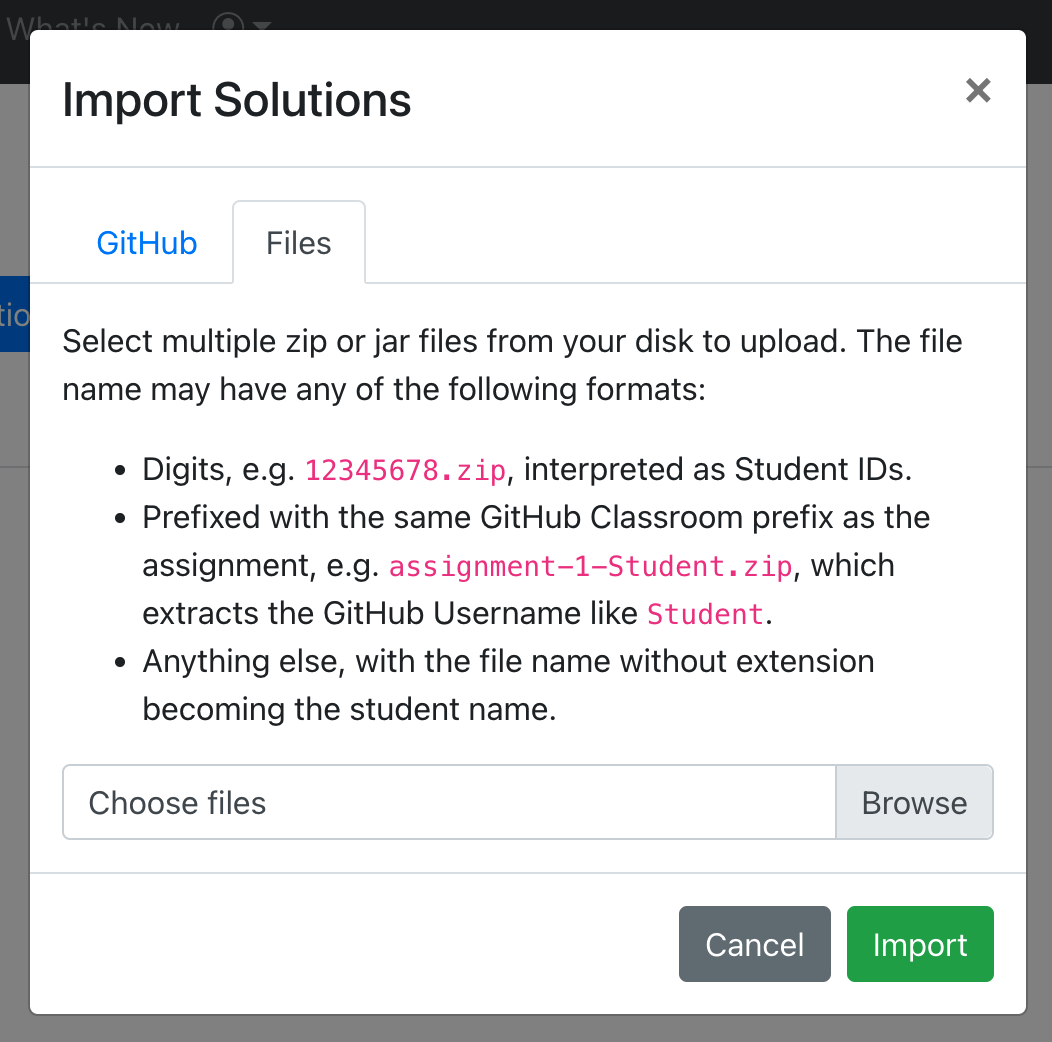 What's Now
Import Solutions
×
GitHub
Files
tio
Select multiple zip or jar files from your disk to upload. The file
name may have any of the following formats:
• Digits, e.g. 12345678.zip, interpreted as Student IDs.
• Prefixed with the same GitHub Classroom prefix as the
assignment, e.g. assignment-1-Student.zip, which
extracts the GitHub Username like Student.
• Anything else, with the file name without extension
becoming the student name.
Choose files
Browse
Cancel
Import